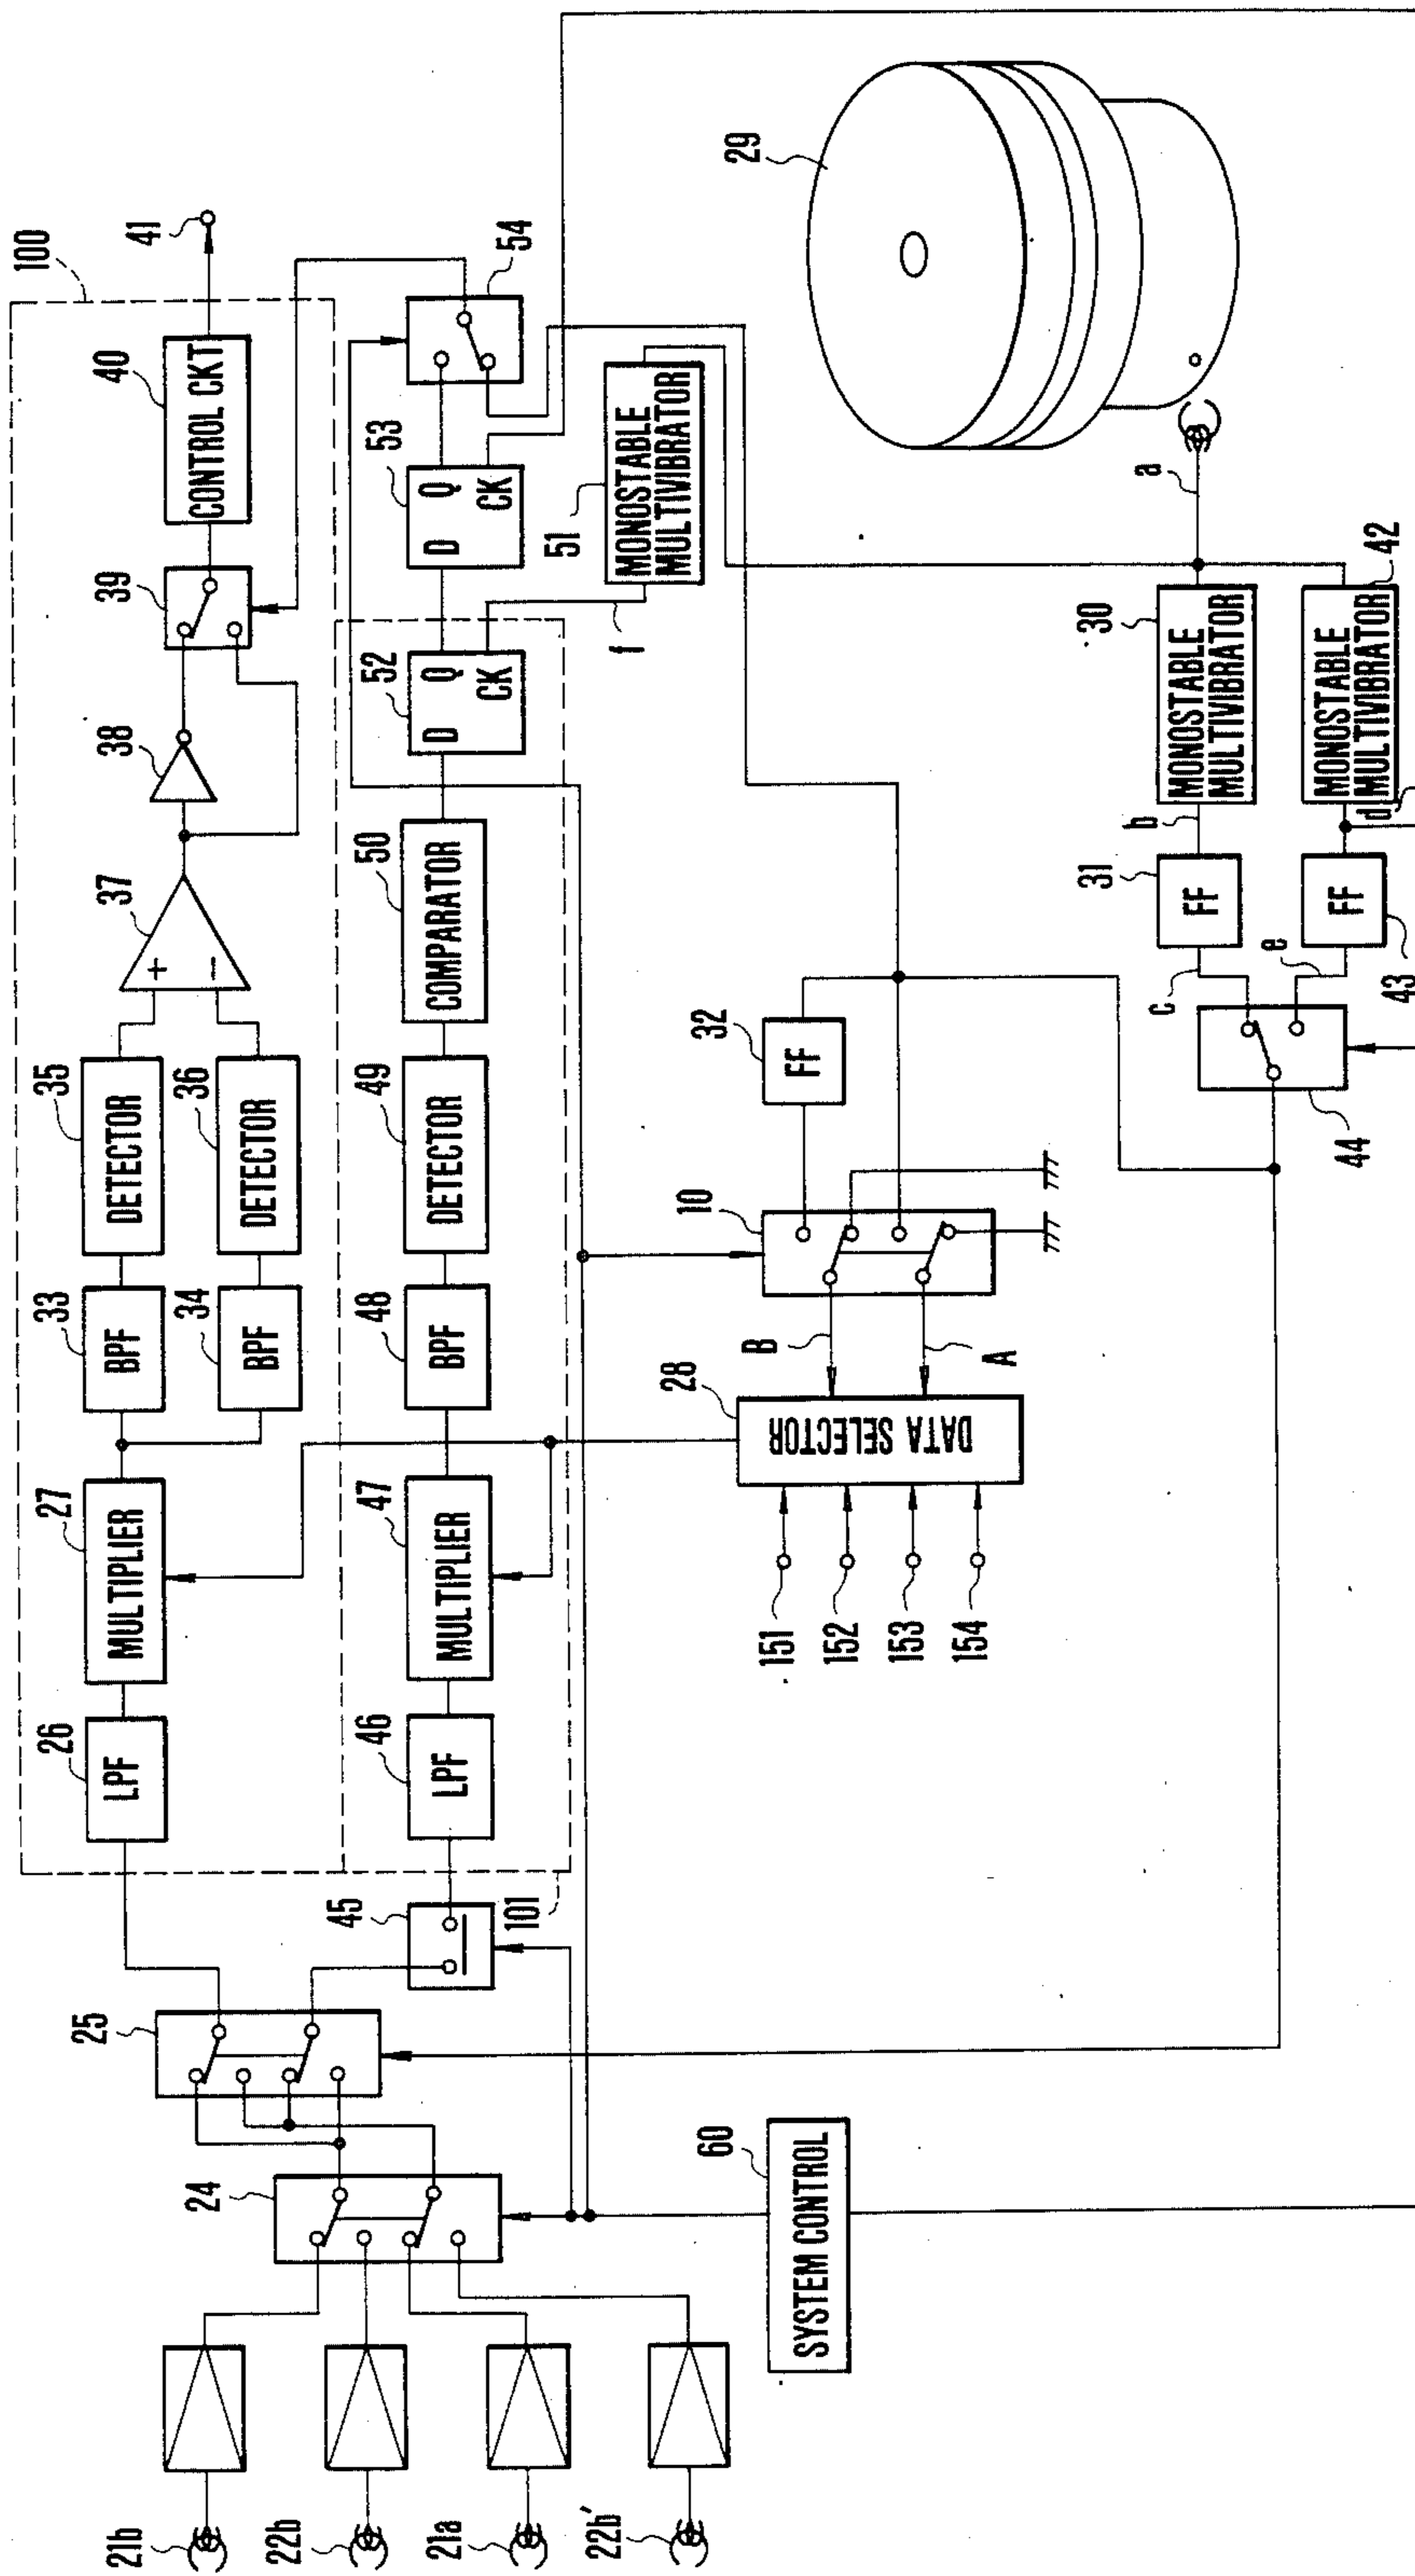 100
41
40
CONTROL CKT
39
38
37
+
−
35
DETECTOR
36
DETECTOR
33
BPF
34
BPF
27
MULTIPLIER
26
LPF
54
53
D Q
CK
52
D Q
CK
f
51
MONOSTABLE
MULTIVIBRATOR
50
COMPARATOR
49
DETECTOR
48
BPF
47
MULTIPLIER
46
LPF
45
101
25
24
21b
22b
21a
22b'
60
SYSTEM CONTROL
32
FF
10
B
A
28
DATA SELECTOR
151
152
153
154
29
a
30
MONOSTABLE
MULTIVIBRATOR
42
MONOSTABLE
MULTIVIBRATOR
b
d
31
FF
FF
43
c
e
44